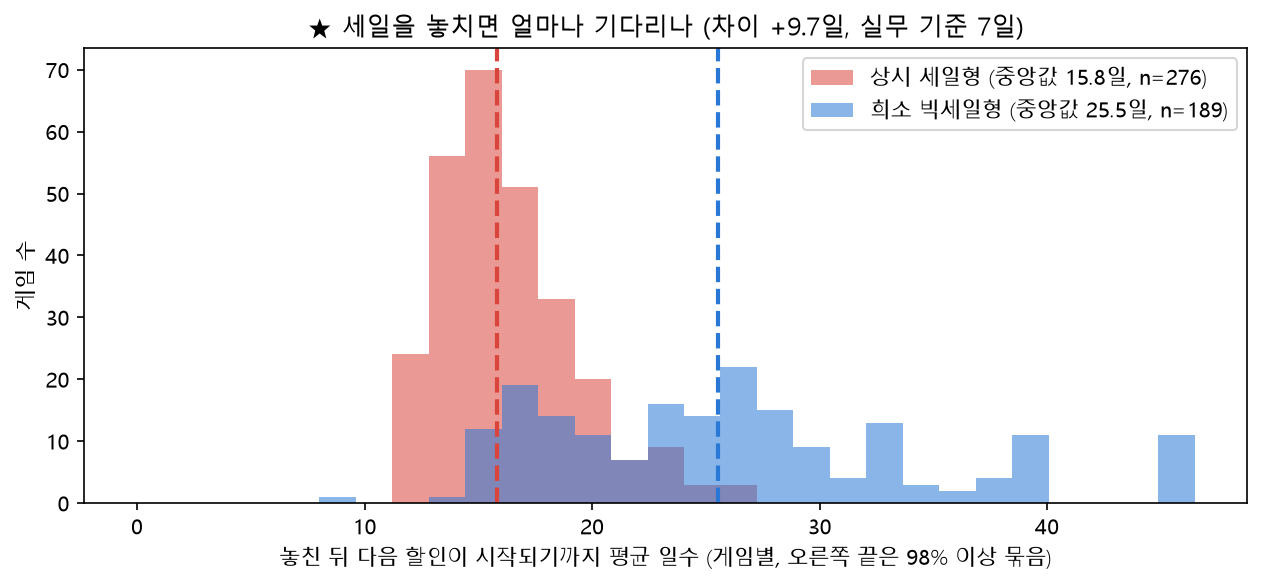 ★ 세일을 놓치면 얼마나 기다리나 (차이 +9.7일, 실무 기준 7일)
상시 세일형 (중앙값 15.8일, n=276)
희소 빅세일형 (중앙값 25.5일, n=189)
게임 수
70
60
50
40
30
20
10
0
0 10 20 30 40
놓친 뒤 다음 할인이 시작되기까지 평균 일수 (게임별, 오른쪽 끝은 98% 이상 묶음)